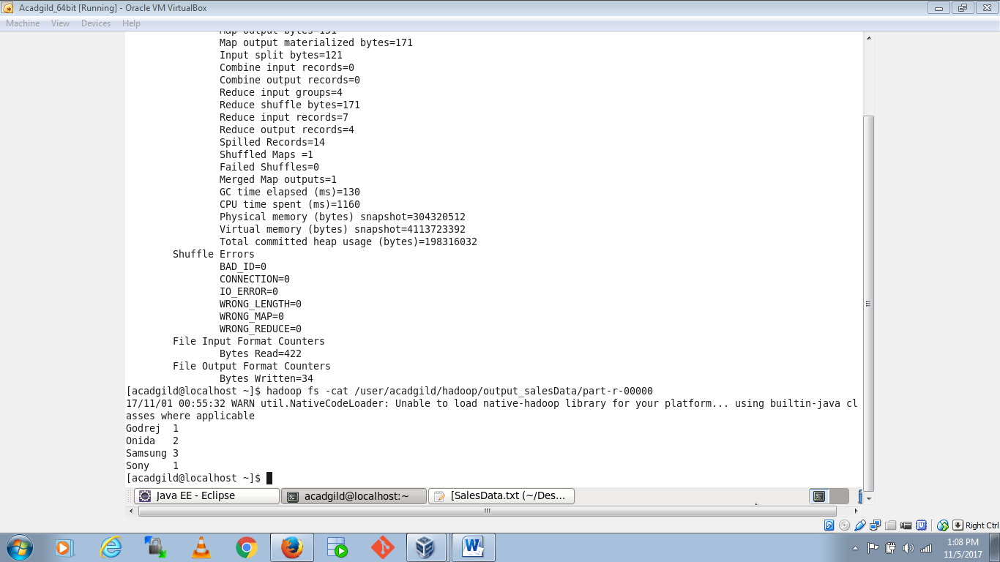 Acadgild_64bit [Running] - Oracle VM VirtualBox
Machine View Devices Help
Map output bytes=151
Map output materialized bytes=171
Input split bytes=121
Combine input records=0
Combine output records=0
Reduce input groups=4
Reduce shuffle bytes=171
Reduce input records=7
Reduce output records=4
Spilled Records=14
Shuffled Maps =1
Failed Shuffles=0
Merged Map outputs=1
GC time elapsed (ms)=130
CPU time spent (ms)=1160
Physical memory (bytes) snapshot=304320512
Virtual memory (bytes) snapshot=4113723392
Total committed heap usage (bytes)=198316032
Shuffle Errors
BAD_ID=0
CONNECTION=0
IO_ERROR=0
WRONG_LENGTH=0
WRONG_MAP=0
WRONG_REDUCE=0
File Input Format Counters
Bytes Read=422
File Output Format Counters
Bytes Written=34
[acadgild@localhost ~]$ hadoop fs -cat /user/acadgild/hadoop/output_salesData/part-r-00000
17/11/01 00:55:32 WARN util.NativeCodeLoader: Unable to load native-hadoop library for your platform... using builtin-java cl
asses where applicable
Godrej 1
Onida 2
Samsung 3
Sony 1
[acadgild@localhost ~]$
Java EE - Eclipse acadgild@localhost:~ [SalesData.txt (~/Des...
Right Ctrl
1:08 PM
11/5/2017